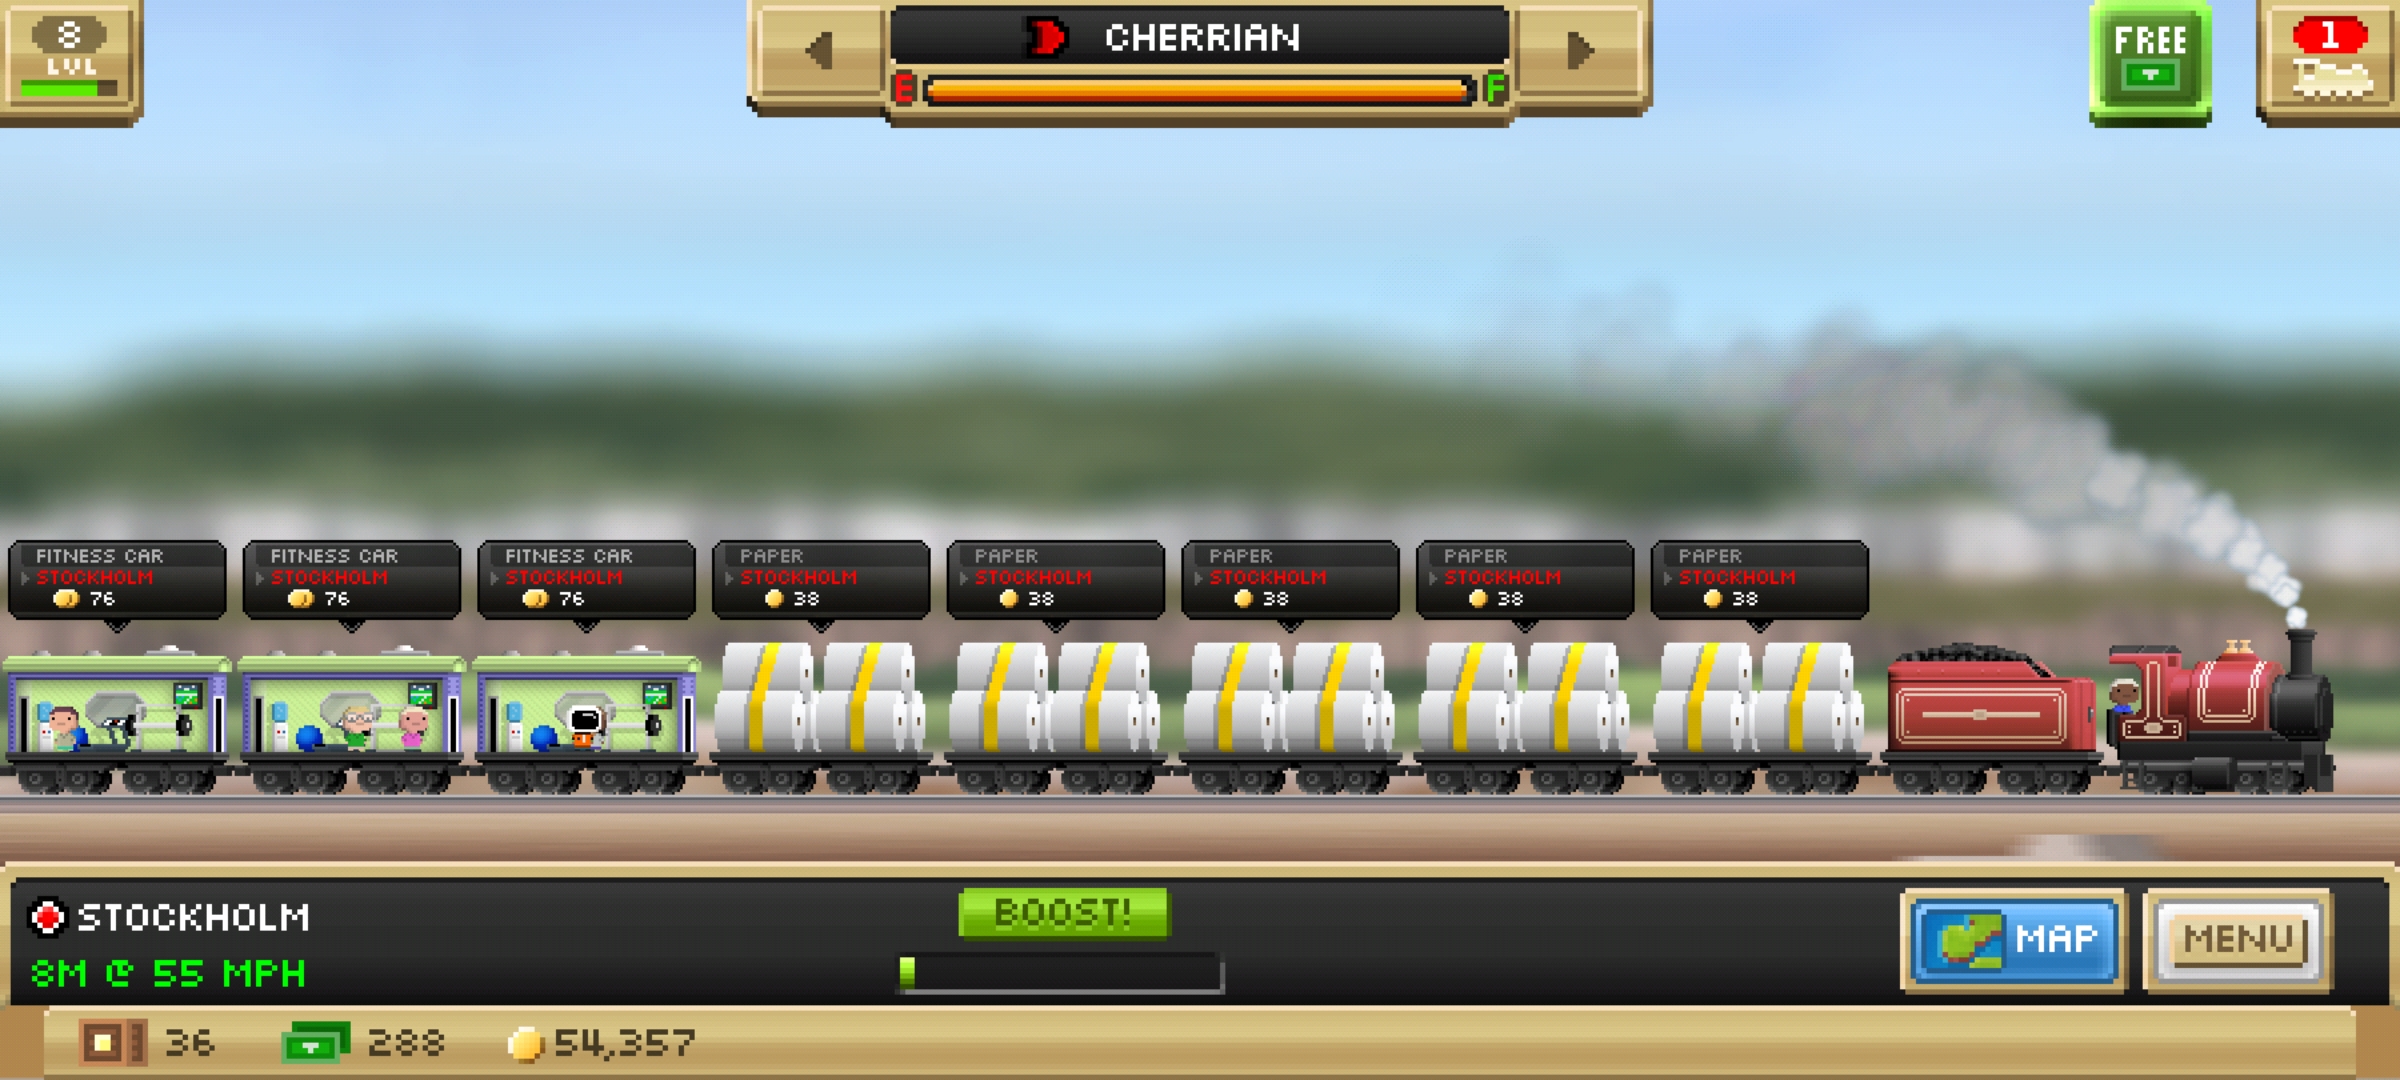 8
LVL
CHERRIAN
E F
FREE
1
FITNESS CAR
STOCKHOLM
76
FITNESS CAR
STOCKHOLM
76
FITNESS CAR
STOCKHOLM
76
PAPER
STOCKHOLM
38
PAPER
STOCKHOLM
38
PAPER
STOCKHOLM
38
PAPER
STOCKHOLM
38
PAPER
STOCKHOLM
38
STOCKHOLM
8M @ 55 MPH
BOOST!
MAP
MENU
36 288 54,357